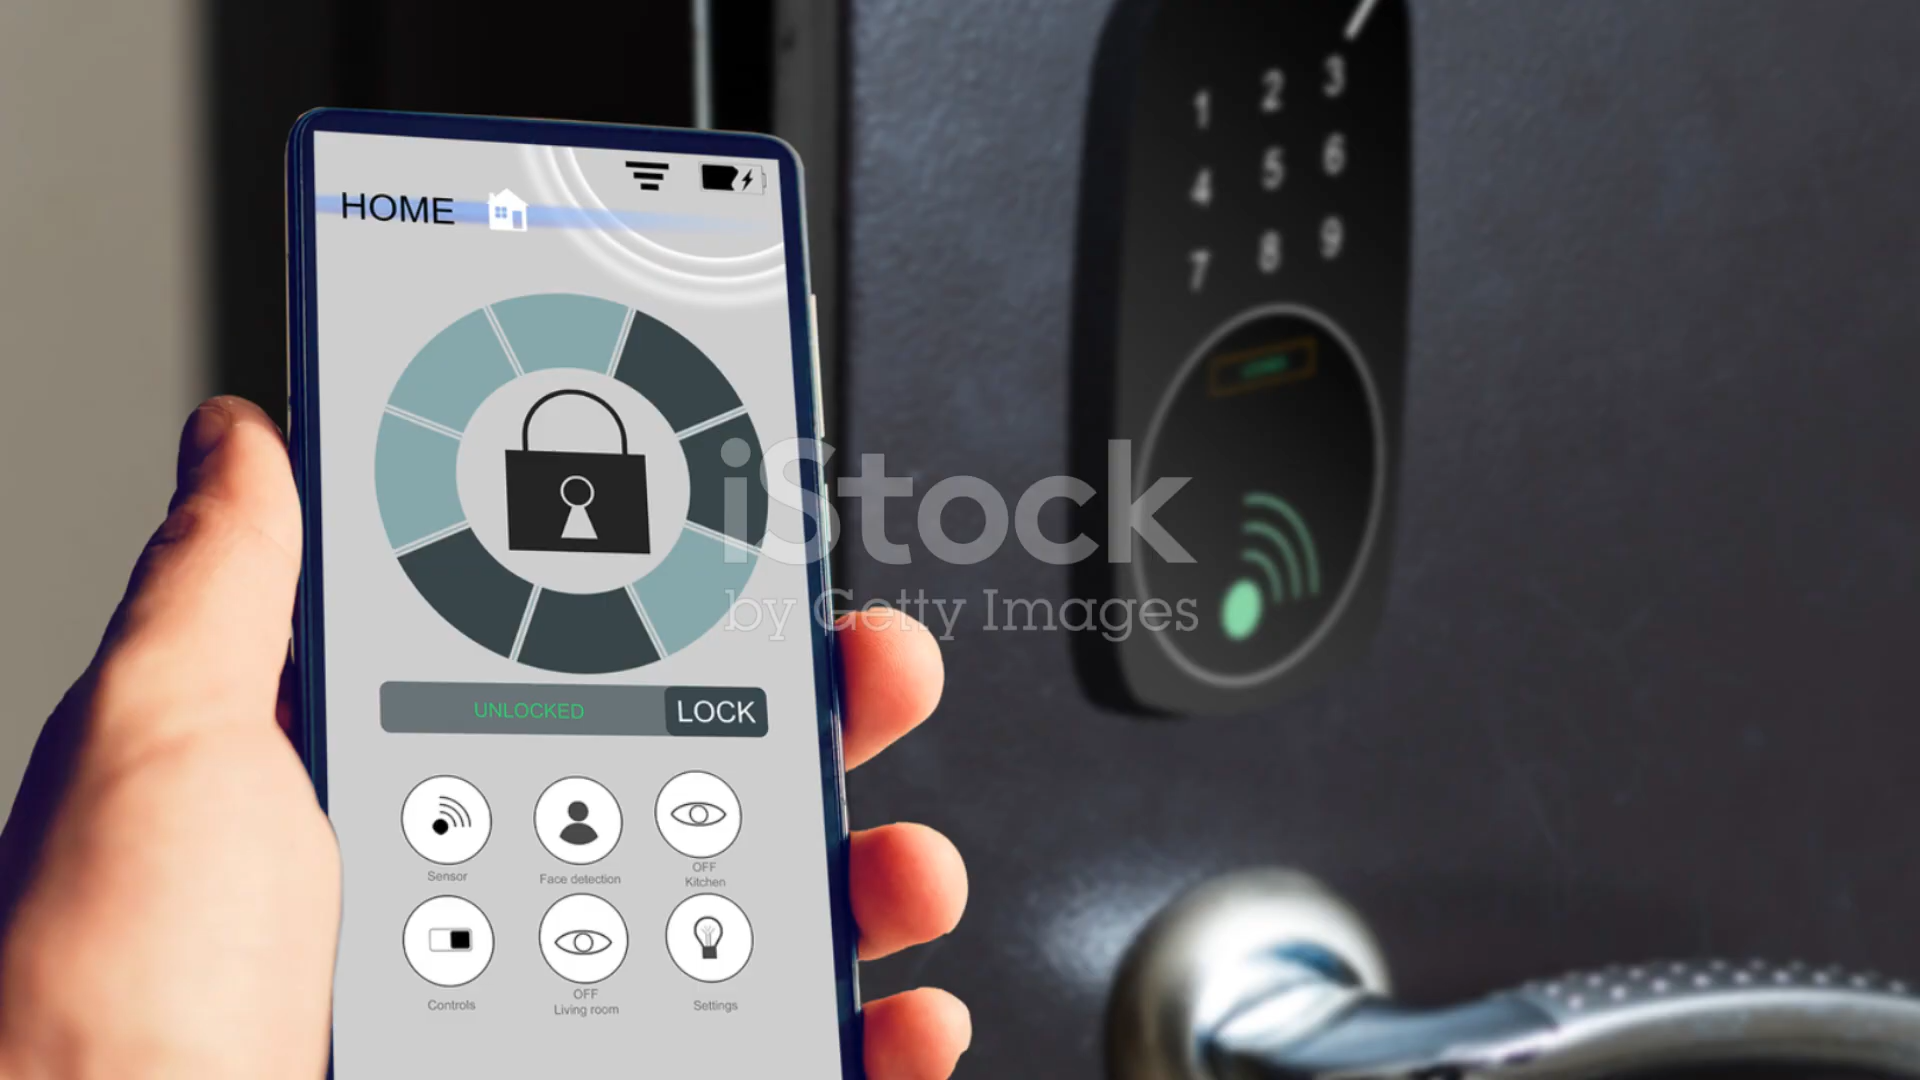 HOME
UNLOCKED
LOCK
Sensor
Face detection
OFF
Kitchen
Controls
OFF
Living room
Settings
1 2 3
4 5 6
7 8 9
iStock
by Getty Images